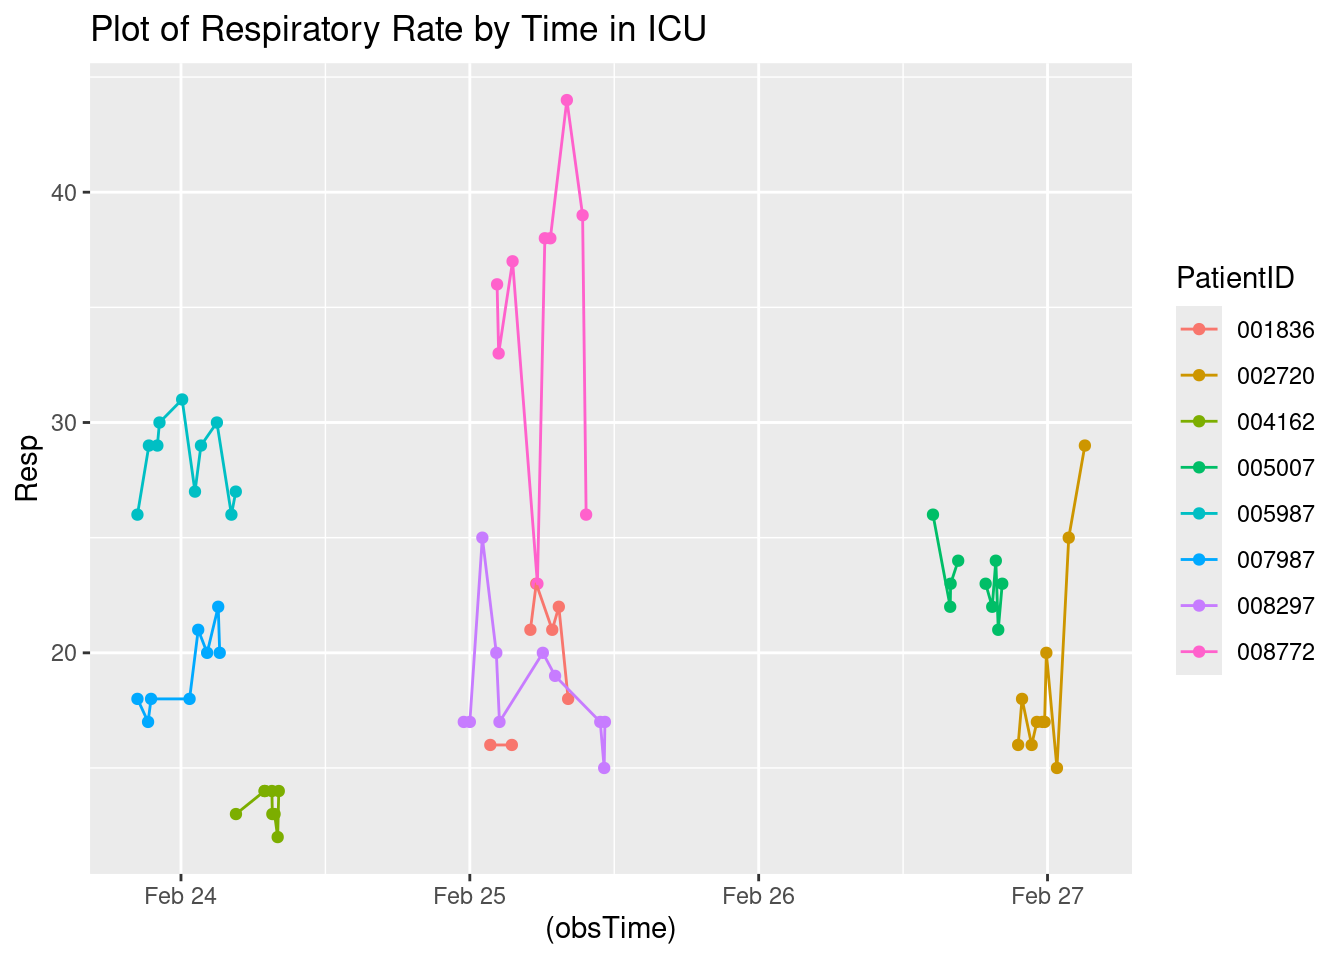 Plot of Respiratory Rate by Time in ICU
40
30
20
Resp
Feb 24
Feb 25
Feb 26
Feb 27
(obsTime)
PatientID
001836
002720
004162
005007
005987
007987
008297
008772